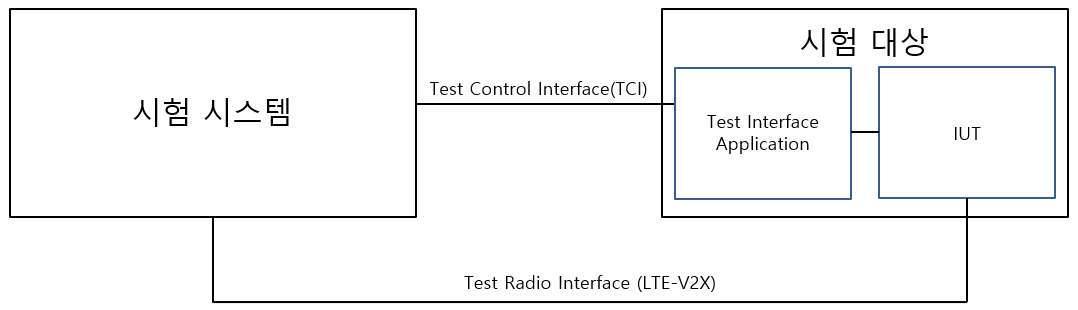 시험 시스템
Test Control Interface(TCI)
시험 대상
Test Interface
Application
IUT
Test Radio Interface (LTE-V2X)